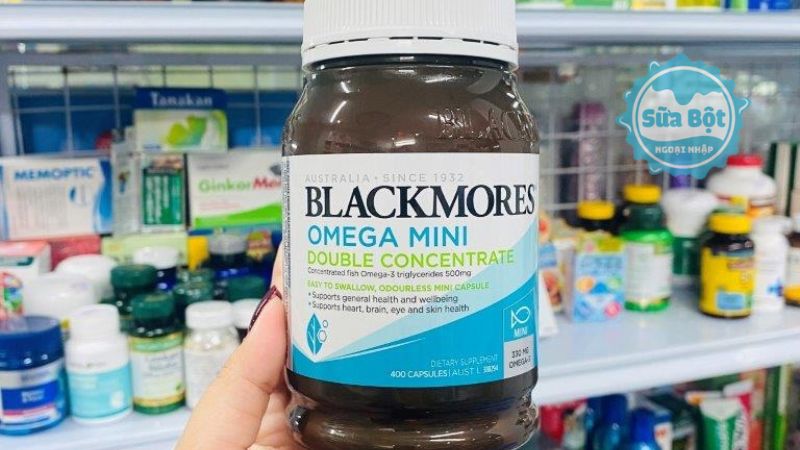 Sữa Bột
NGOẠI NHẬP
Tanakan
MEMOPTIC
Ginkor
AUSTRALIA • SINCE 1932
BLACKMORES
OMEGA MINI
DOUBLE CONCENTRATE
Concentrated fish Omega-3 triglycerides 500mg
EASY TO SWALLOW, ODOURLESS MINI CAPSULE
• Supports general health and wellbeing
• Supports heart, brain, eye and skin health
MINI
330 MG
OMEGA-3
DIETARY SUPPLEMENT
400 CAPSULES | AUST L 318254